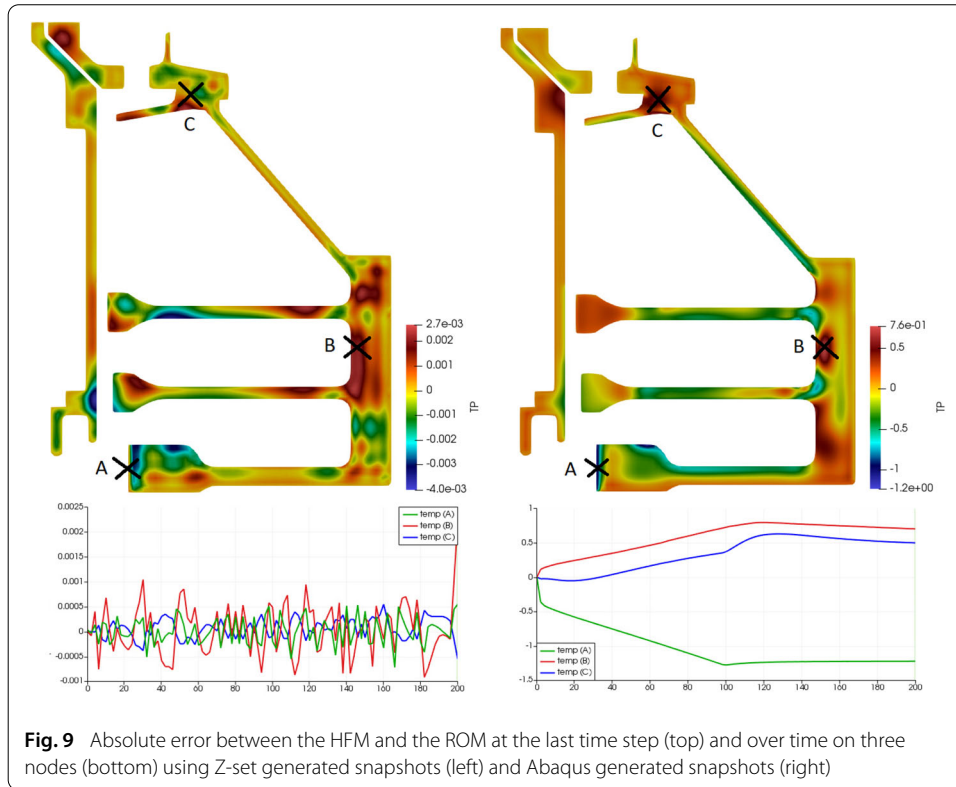 C
B
A
2.7e-03
0.002
0.001
0
-0.001
-0.002
-0.003
-4.0e-03
TP
C
B
A
7.6e-01
0.5
0
-0.5
-1
-1.2e+00
TP
0.0025
0.002
0.0015
0.001
0.0005
0
-0.0005
-0.001
0 20 40 60 80 100 120 140 160 180 200
temp (A)
temp (B)
temp (C)
1
0.5
0
-0.5
-1
-1.5
0 20 40 60 80 100 120 140 160 180 200
temp (A)
temp (B)
temp (C)
Fig. 9 Absolute error between the HFM and the ROM at the last time step (top) and over time on three
nodes (bottom) using Z-set generated snapshots (left) and Abaqus generated snapshots (right)